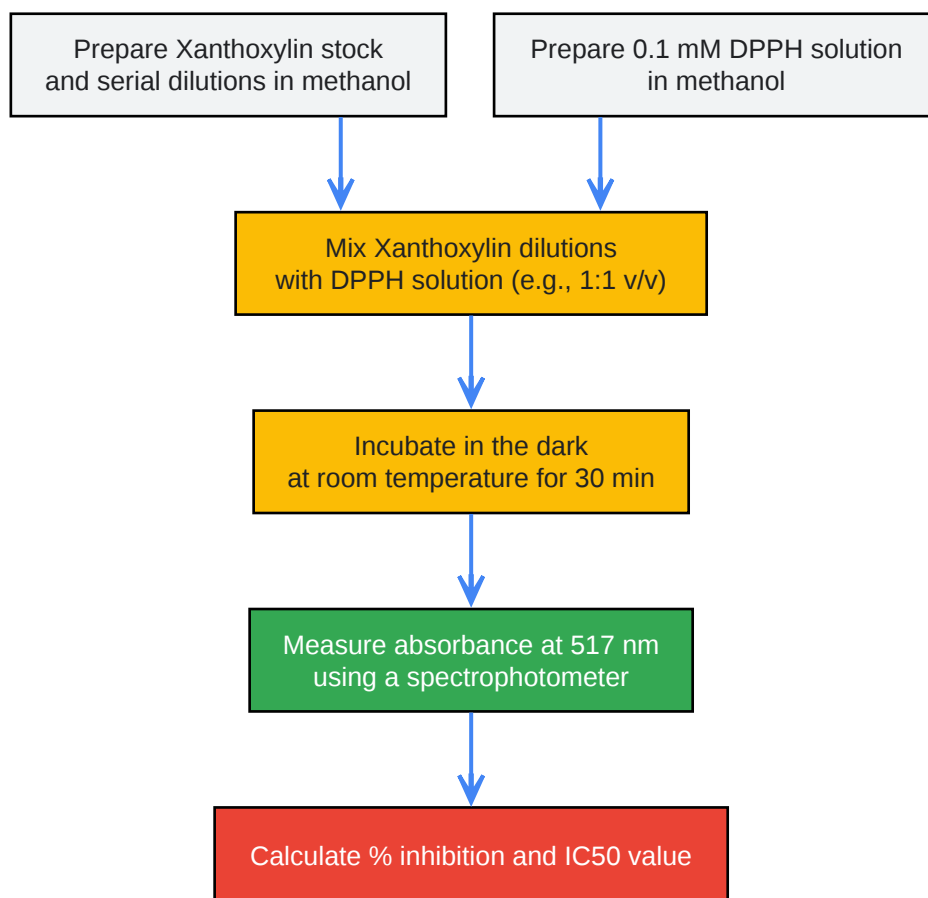 Prepare Xanthoxylin stock
and serial dilutions in methanol
Prepare 0.1 mM DPPH solution
in methanol
Mix Xanthoxylin dilutions
with DPPH solution (e.g., 1:1 v/v)
Incubate in the dark
at room temperature for 30 min
Measure absorbance at 517 nm
using a spectrophotometer
Calculate % inhibition and IC50 value